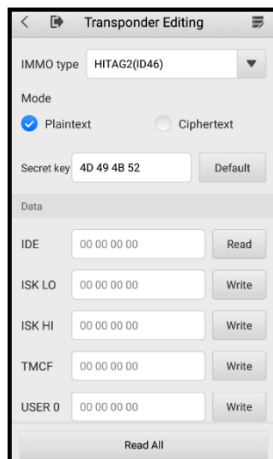 Transponder Editing
IMMO type HITAG2(ID46)
Mode
Plaintext Ciphertext
Secret key 4D 49 4B 52 Default
Data
IDE 00 00 00 00 Read
ISK LO 00 00 00 00 Write
ISK HI 00 00 00 00 Write
TMCF 00 00 00 00 Write
USER 0 00 00 00 00 Write
Read All